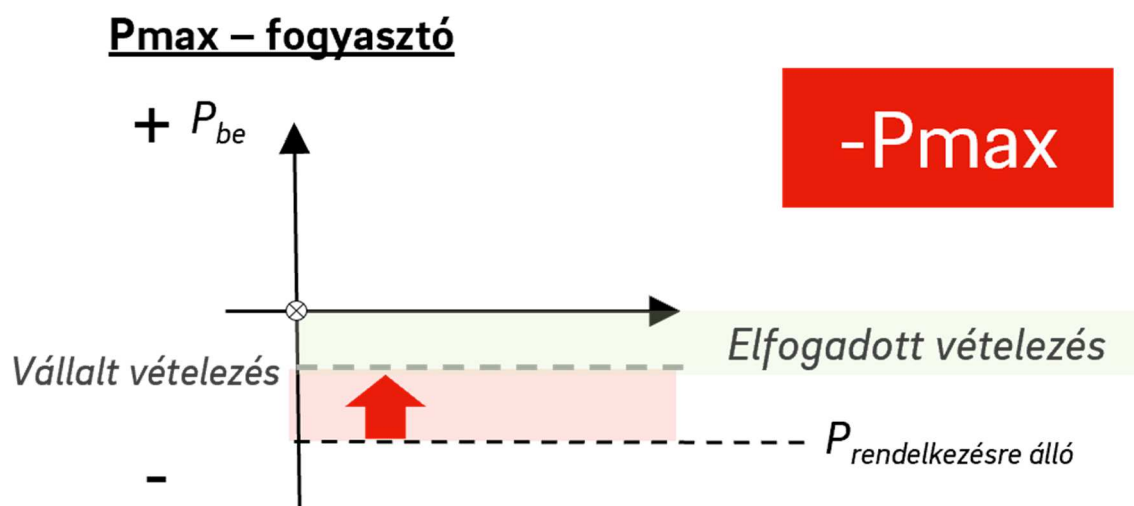 Pmax – fogyasztó
+ Pbe
-Pmax
Elfogadott vételezés
Vállalt vételezés
Prendelkezésre álló
-